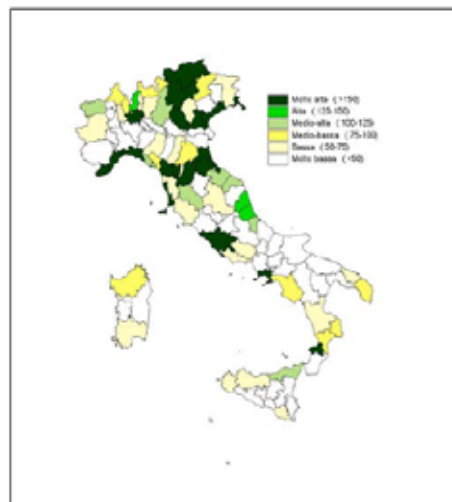 Molto alta (>150)
Alta (125-150)
Medio-alta (100-125)
Medio-bassa (75-100)
Bassa (50-75)
Molto bassa (<50)